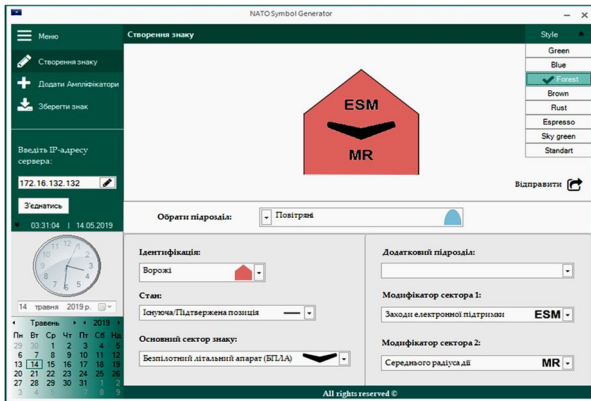 NATO Symbol Generator
Меню
Створення знаку
Style
Створення знаку
Додати Ампліфікатори
Зберегти знак
Green
Blue
Forest
Brown
Rust
Espresso
Sky green
Standart
ESM
MR
Введіть IP-адресу
сервера:
172.16.132.132
З'єднатись
03:31:04 | 14.05.2019
Відправити
Обрати підрозділ:
Повітряні
Ідентифікація:
Ворожі
Стан:
Існуюча/Підтверджена позиція
Основний сектор знаку:
Безпілотний літальний апарат (БПЛА)
Додатковий підрозділ:
Модифікатор сектора 1:
Заходи електронної підтримки ESM
Модифікатор сектора 2:
Середнього радіуса дії MR
14 травня 2019 р.
Травень 2019
Пн Вт Ср Чт Пт Сб Нд
29 30 1 2 3 4 5
6 7 8 9 10 11 12
13 14 15 16 17 18 19
20 21 22 23 24 25 26
27 28 29 30 31 1 2
3 4 5 6 7 8 9
All rights reserved ©